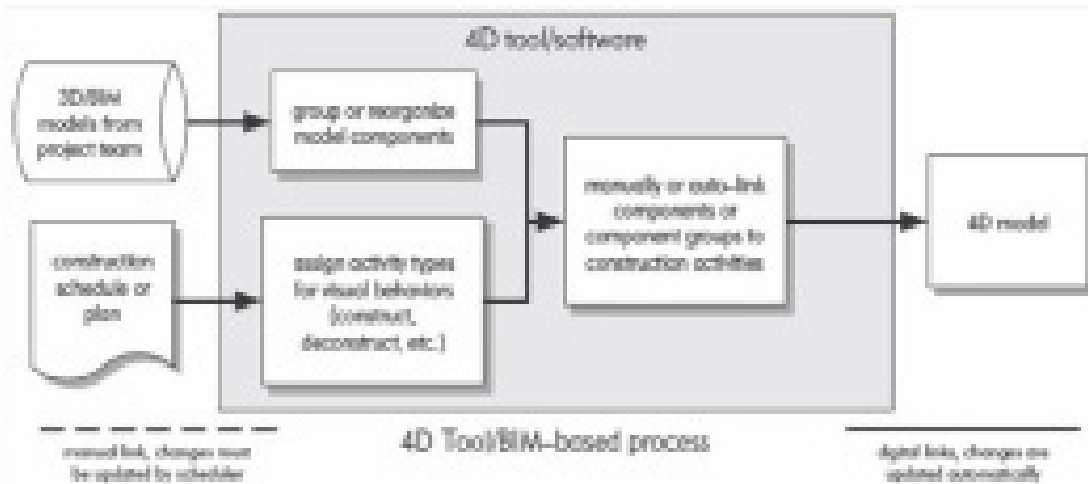 4D tool/software
3D/BIM
models from
project team
group or reorganize
model components
construction
schedule or
plan
assign activity types
for visual behaviors
(construct,
deconstruct, etc.)
manually or auto-link
components or
component groups to
construction activities
4D model
manual link, changes must
be updated by scheduler
4D Tool/BIM-based process
digital links, changes are
updated automatically